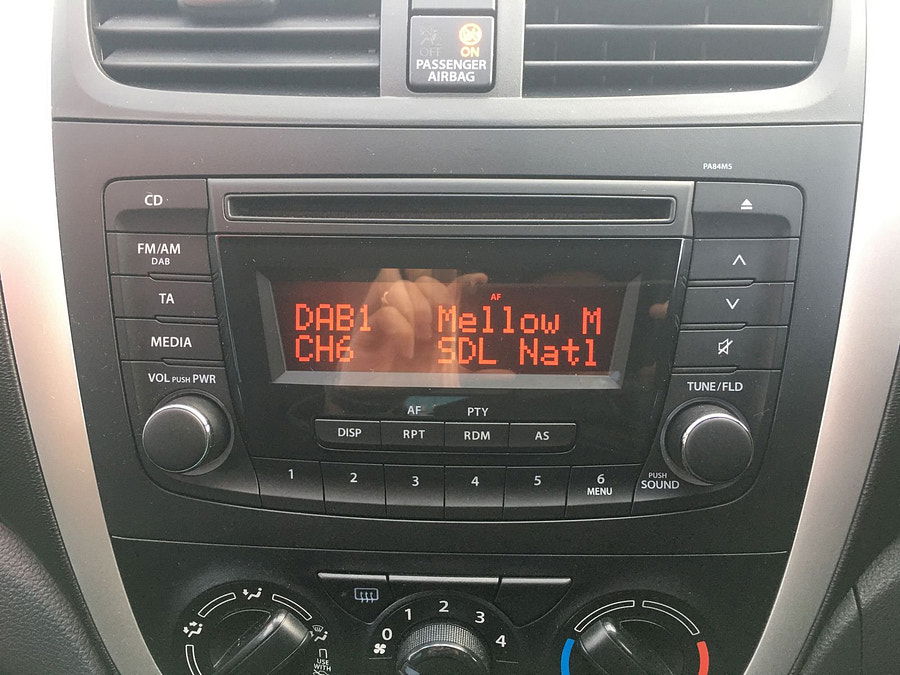 OFF ON
PASSENGER
AIRBAG
PA84M5
CD
FM/AM
DAB
TA
MEDIA
VOL PUSH PWR
AF
DAB1 Mellow M
CH6 SDL Natl
TUNE/FLD
AF PTY
DISP RPT RDM AS
1 2 3 4 5 6
MENU
PUSH
SOUND
0 1 2 3 4
USE
WITH